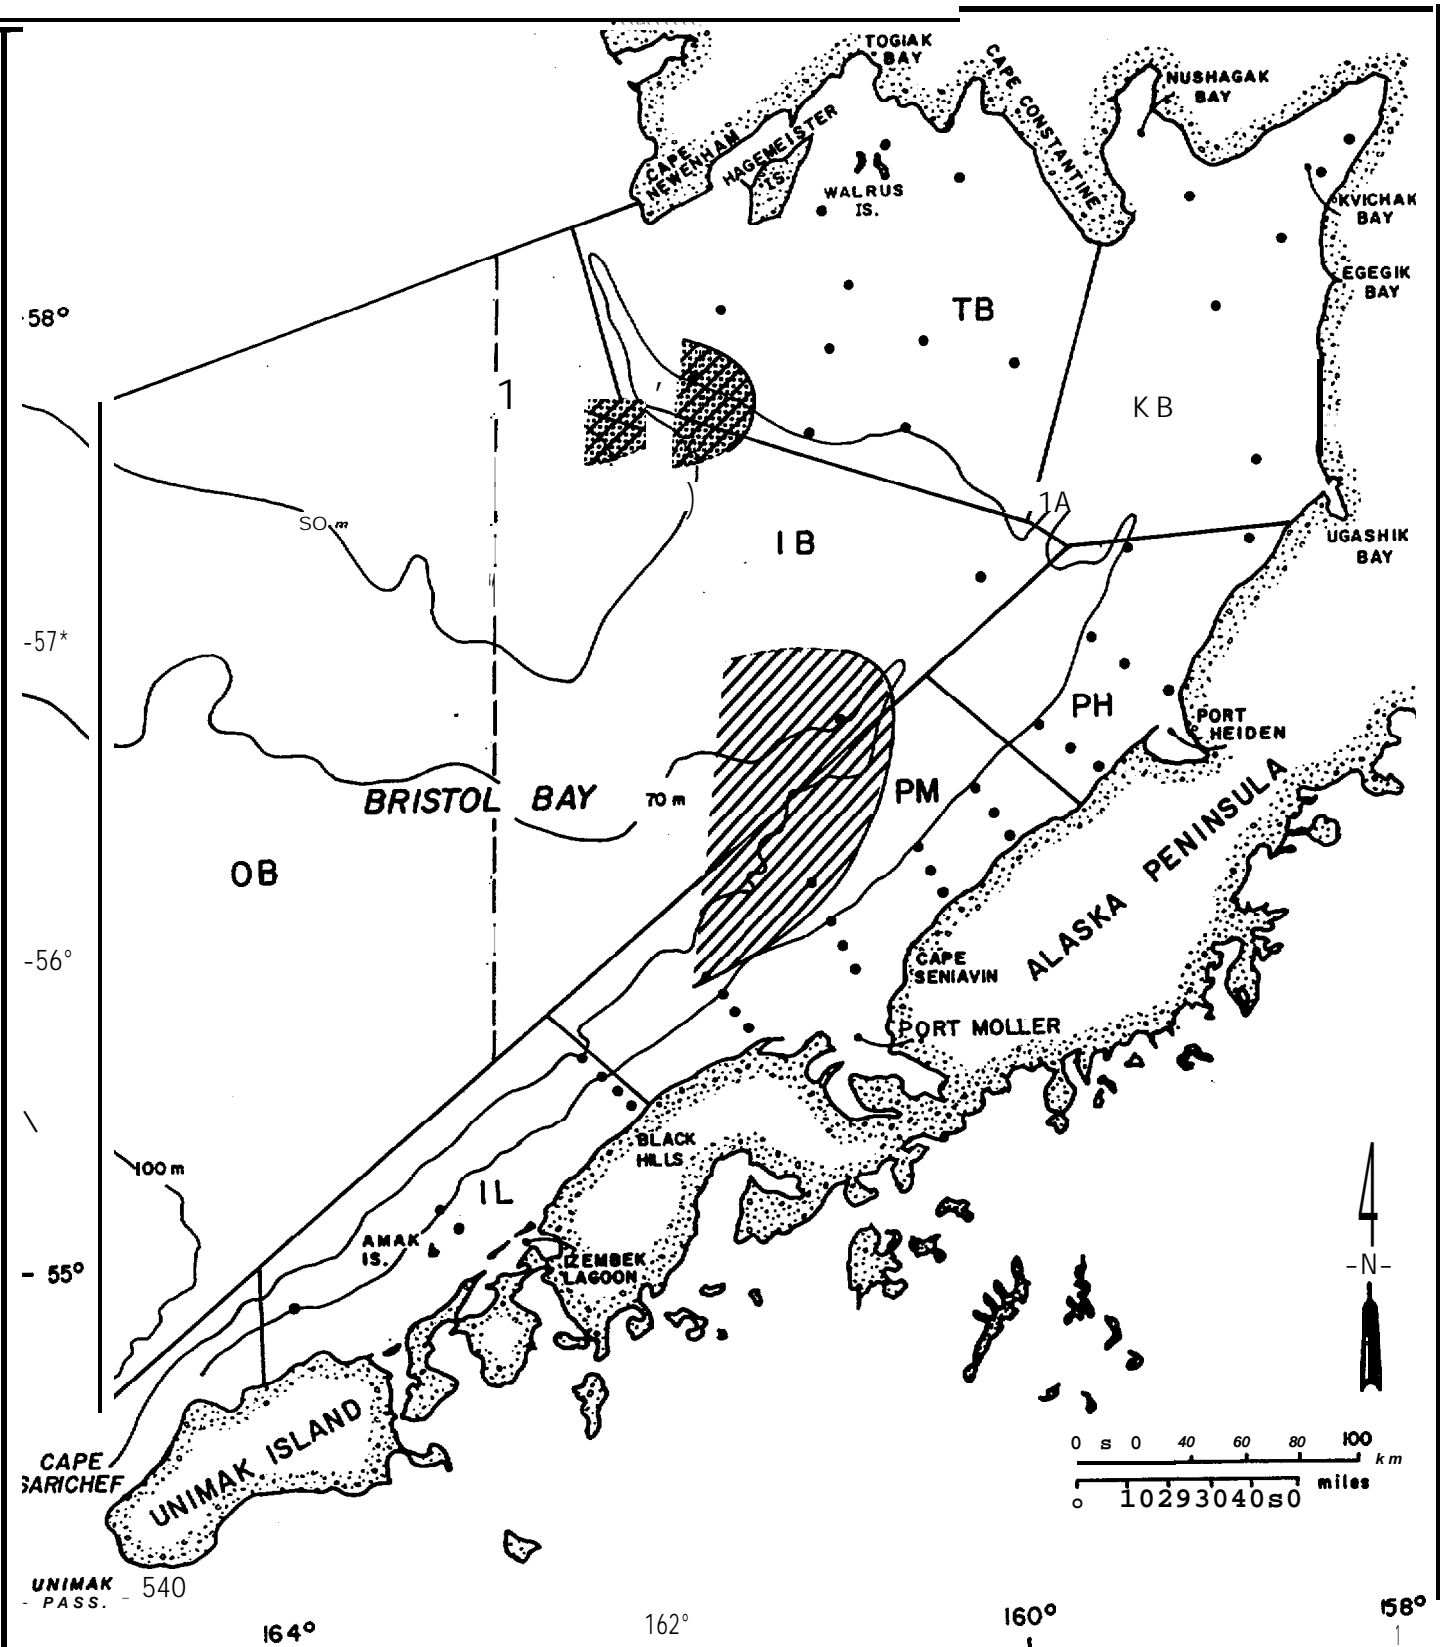 TOGIAK
BAY
CAPE CONSTANTINE
NUSHAGAK
BAY
CAPE
NEWENHAM
HAGEMEISTER
IS.
WALRUS
IS.
KVICHAK
BAY
EGEGIK
BAY
58°
TB
1
KB
1A
SO m
IB
UGASHIK
BAY
-57*
PH
PORT
HEIDEN
BRISTOL BAY
70 m
PM
OB
ALASKA PENINSULA
-56°
CAPE
SENIAVIN
PORT MOLLER
BLACK
HILLS
100 m
IL
AMAK
IS.
IZEMBEK
LAGOON
- 55°
-N-
UNIMAK ISLAND
CAPE
SARICHEF
0 s 0 40 60 80 100
km
miles
o 10293040s0
UNIMAK
PASS.
540
164°
162°
160°
158°
1